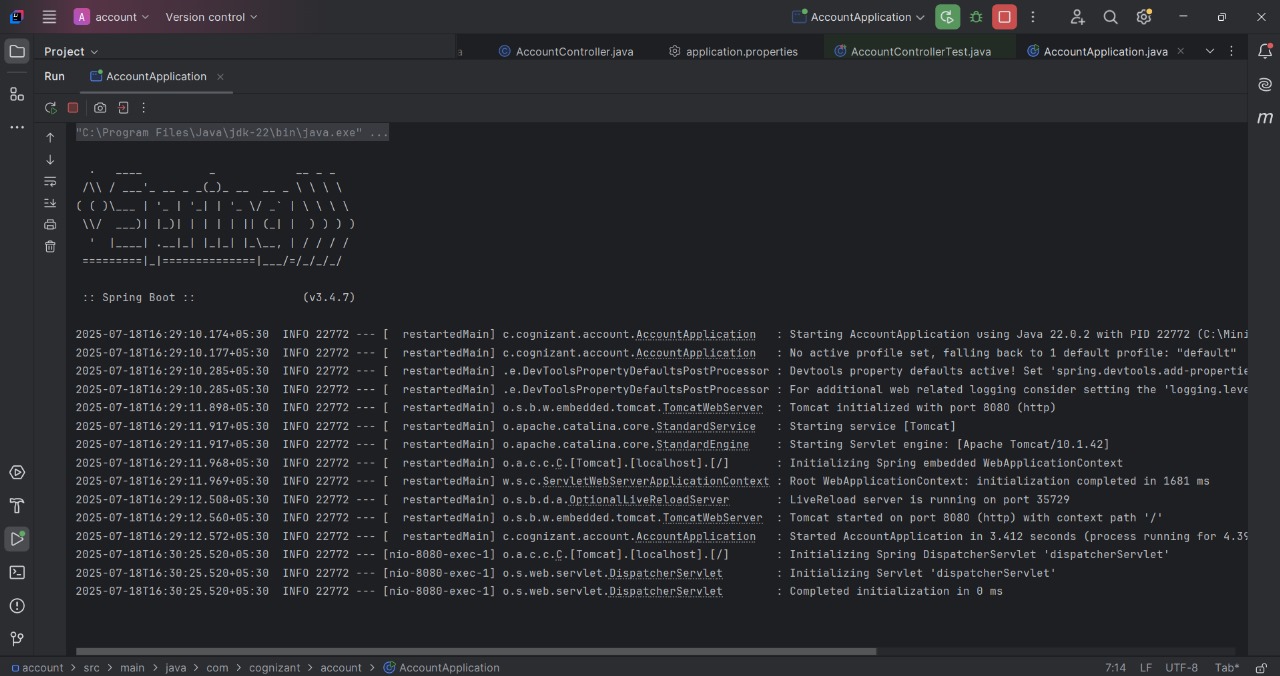 A account Version control AccountApplication
Project AccountController.java application.properties AccountControllerTest.java AccountApplication.java
Run AccountApplication
"C:\Program Files\Java\jdk-22\bin\java.exe" ...
:: Spring Boot :: (v3.4.7)
2025-07-18T16:29:10.174+05:30 INFO 22772 --- [ restartedMain] c.cognizant.account.AccountApplication : Starting AccountApplication using Java 22.0.2 with PID 22772 (C:\Mini
2025-07-18T16:29:10.177+05:30 INFO 22772 --- [ restartedMain] c.cognizant.account.AccountApplication : No active profile set, falling back to 1 default profile: "default"
2025-07-18T16:29:10.285+05:30 INFO 22772 --- [ restartedMain] .e.DevToolsPropertyDefaultsPostProcessor : Devtools property defaults active! Set 'spring.devtools.add-propertie
2025-07-18T16:29:10.285+05:30 INFO 22772 --- [ restartedMain] .e.DevToolsPropertyDefaultsPostProcessor : For additional web related logging consider setting the 'logging.leve
2025-07-18T16:29:11.898+05:30 INFO 22772 --- [ restartedMain] o.s.b.w.embedded.tomcat.TomcatWebServer : Tomcat initialized with port 8080 (http)
2025-07-18T16:29:11.917+05:30 INFO 22772 --- [ restartedMain] o.apache.catalina.core.StandardService : Starting service [Tomcat]
2025-07-18T16:29:11.917+05:30 INFO 22772 --- [ restartedMain] o.apache.catalina.core.StandardEngine : Starting Servlet engine: [Apache Tomcat/10.1.42]
2025-07-18T16:29:11.968+05:30 INFO 22772 --- [ restartedMain] o.a.c.c.C.[Tomcat].[localhost].[/] : Initializing Spring embedded WebApplicationContext
2025-07-18T16:29:11.969+05:30 INFO 22772 --- [ restartedMain] w.s.c.ServletWebServerApplicationContext : Root WebApplicationContext: initialization completed in 1681 ms
2025-07-18T16:29:12.508+05:30 INFO 22772 --- [ restartedMain] o.s.b.d.a.OptionalLiveReloadServer : LiveReload server is running on port 35729
2025-07-18T16:29:12.560+05:30 INFO 22772 --- [ restartedMain] o.s.b.w.embedded.tomcat.TomcatWebServer : Tomcat started on port 8080 (http) with context path '/'
2025-07-18T16:29:12.572+05:30 INFO 22772 --- [ restartedMain] c.cognizant.account.AccountApplication : Started AccountApplication in 3.412 seconds (process running for 4.39
2025-07-18T16:30:25.520+05:30 INFO 22772 --- [nio-8080-exec-1] o.a.c.c.C.[Tomcat].[localhost].[/] : Initializing Spring DispatcherServlet 'dispatcherServlet'
2025-07-18T16:30:25.520+05:30 INFO 22772 --- [nio-8080-exec-1] o.s.web.servlet.DispatcherServlet : Initializing Servlet 'dispatcherServlet'
2025-07-18T16:30:25.520+05:30 INFO 22772 --- [nio-8080-exec-1] o.s.web.servlet.DispatcherServlet : Completed initialization in 0 ms
account > src > main > java > com > cognizant > account > AccountApplication 7:14 LF UTF-8 Tab*